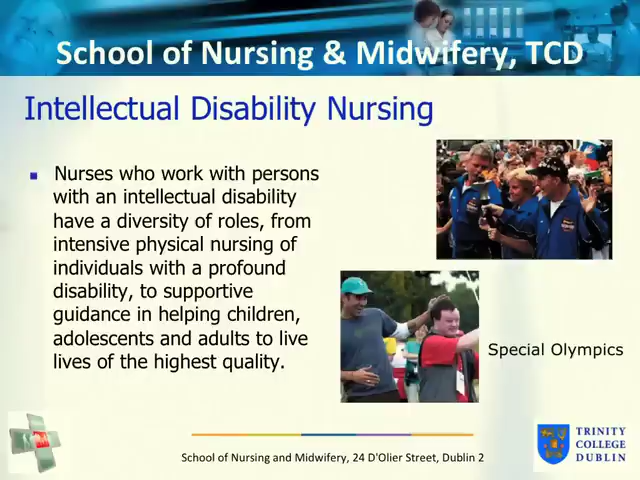 School of Nursing & Midwifery, TCD
Intellectual Disability Nursing
Nurses who work with persons
with an intellectual disability
have a diversity of roles, from
intensive physical nursing of
individuals with a profound
disability, to supportive
guidance in helping children,
adolescents and adults to live
lives of the highest quality.
Special Olympics
School of Nursing and Midwifery, 24 D'Olier Street, Dublin 2
TRINITY
COLLEGE
DUBLIN